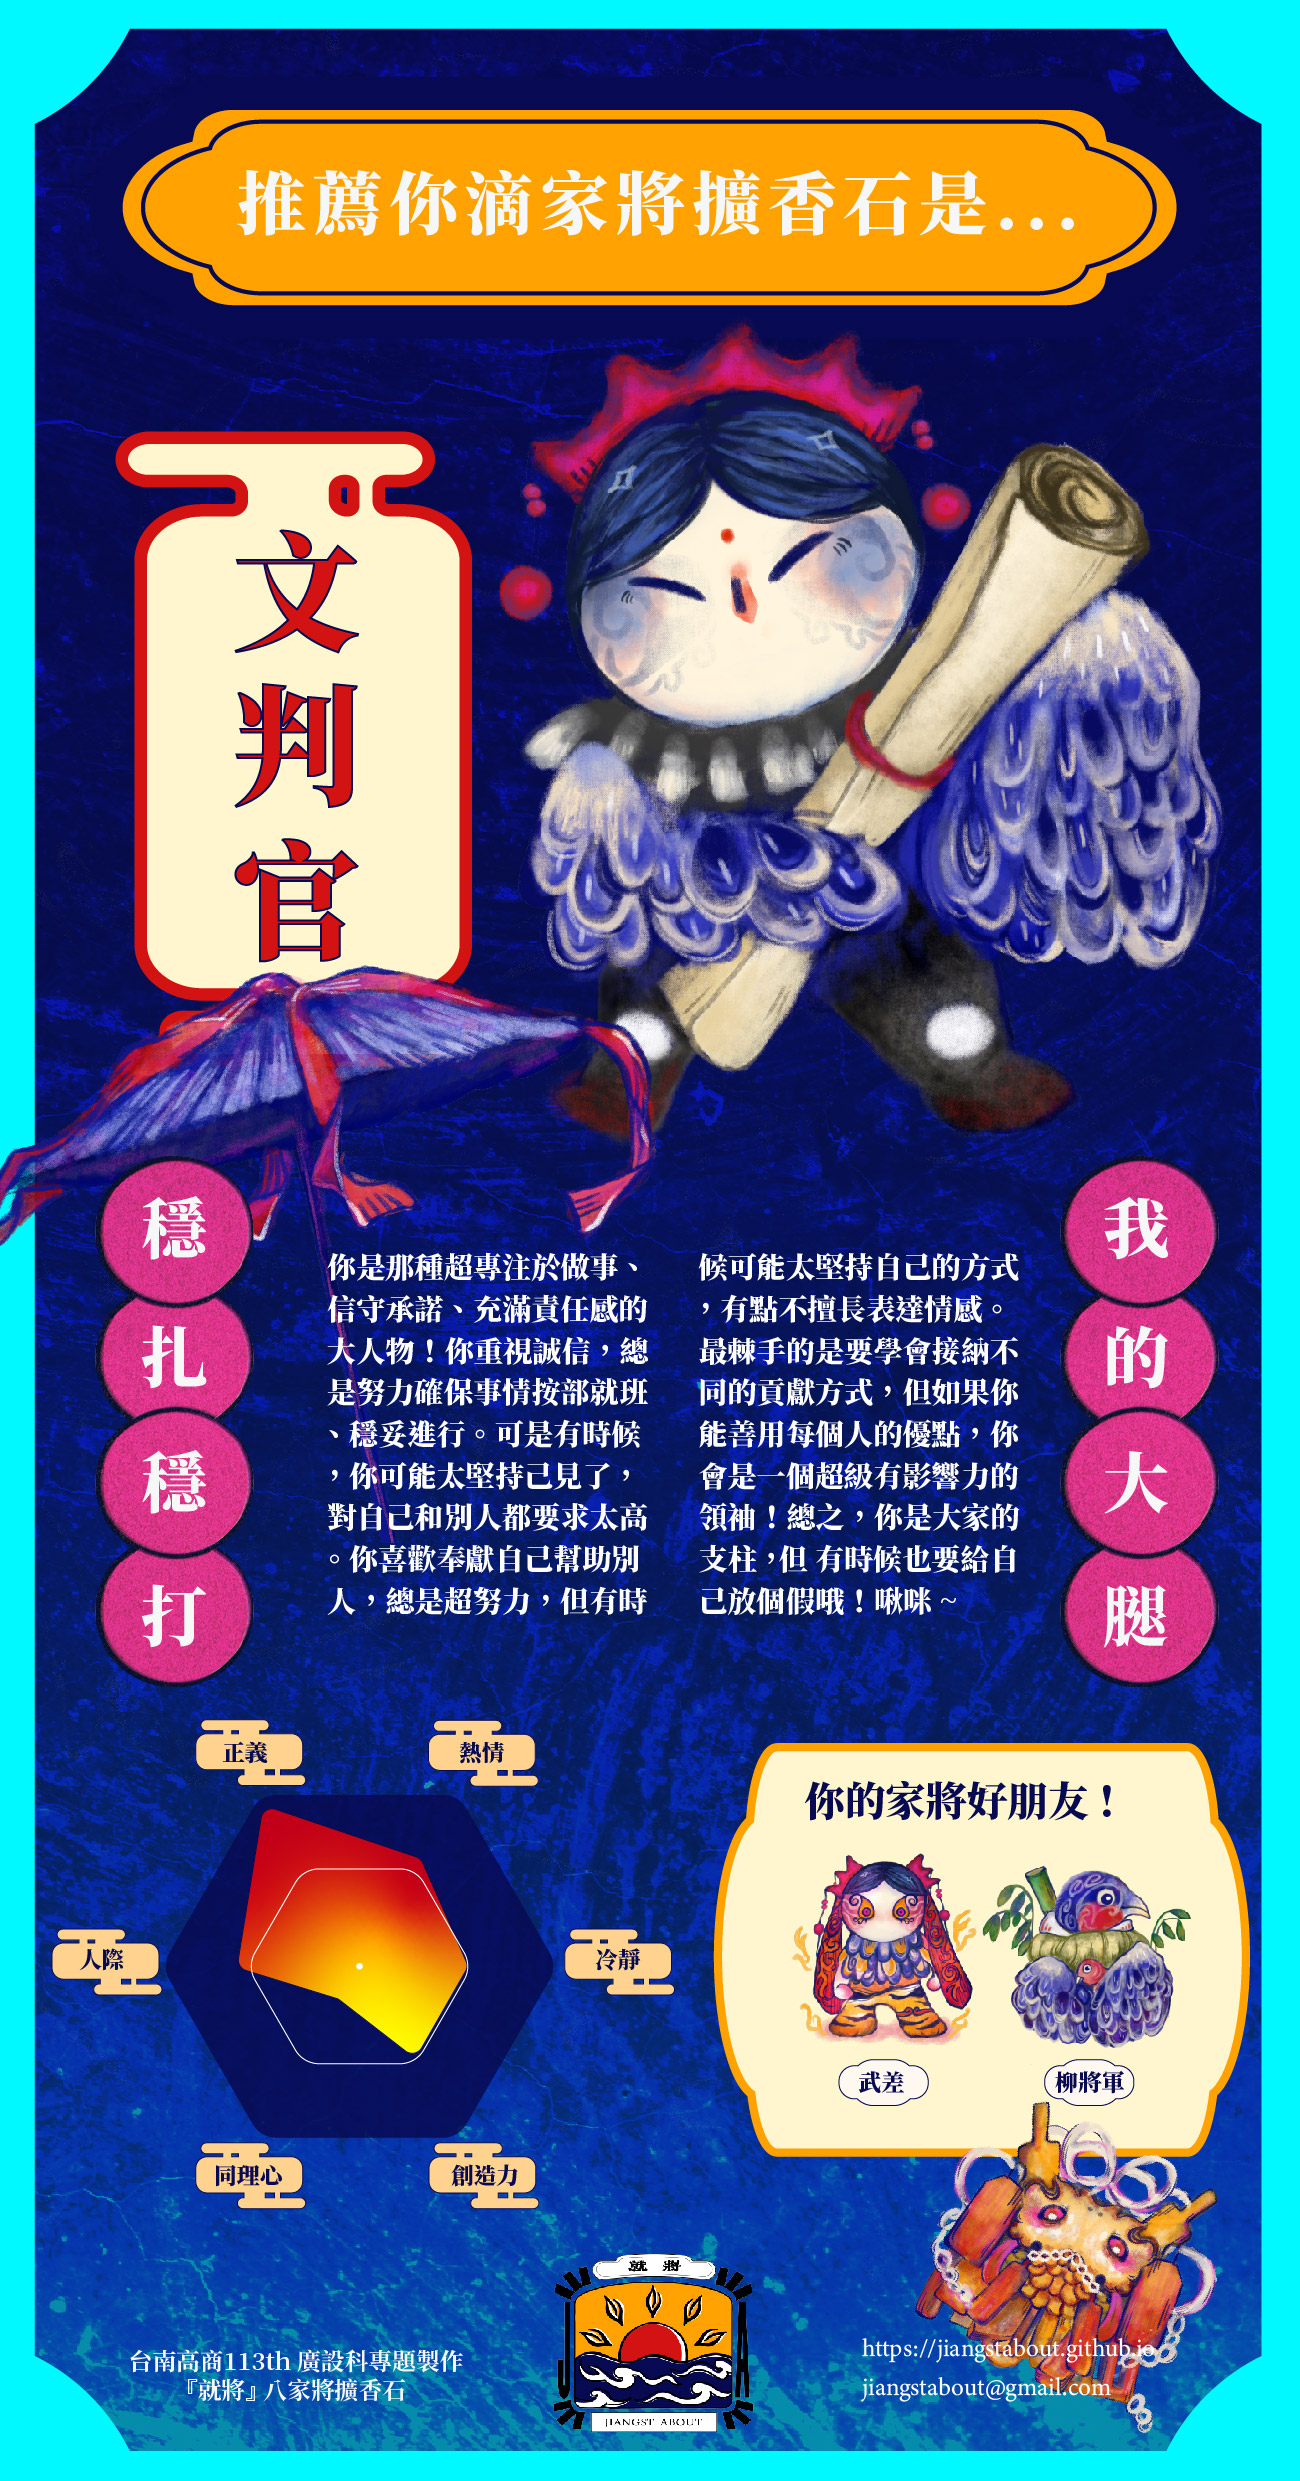 推薦你滴家將擴香石是...
文判官
穩扎穩打
你是那種超專注於做事、
信守承諾、充滿責任感的
大人物！你重視誠信，總
是努力確保事情按部就班
、穩妥進行。可是有時候
，你可能太堅持己見了，
對自己和別人都要求太高
。你喜歡奉獻自己幫助別
人，總是超努力，但有時
候可能太堅持自己的方式
，有點不擅長表達情感。
最棘手的是要學會接納不
同的貢獻方式，但如果你
能善用每個人的優點，你
會是一個超級有影響力的
領袖！總之，你是大家的
支柱，但 有時候也要給自
己放個假哦！啾咪 ~
我的大腿
正義
熱情
人際
冷靜
同理心
創造力
你的家將好朋友！
武差
柳將軍
台南高商113th 廣設科專題製作
『就將』八家將擴香石
就將
JIANGST ABOUT
https://jiangstabout.github.io
jiangstabout@gmail.com